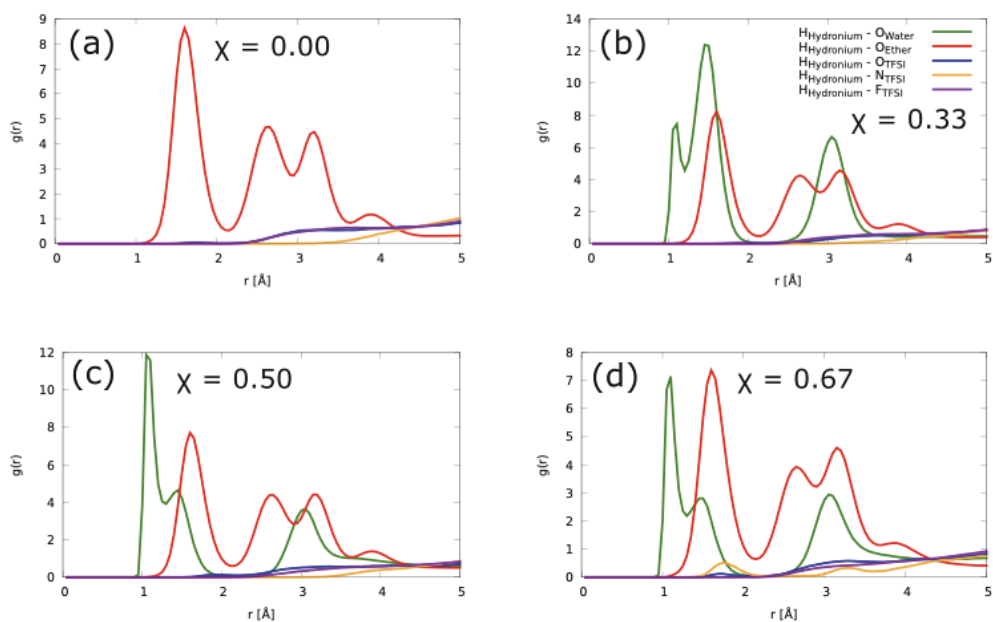 (a)
χ = 0.00
g(r)
9
8
7
6
5
4
3
2
1
0
0 1 2 3 4 5
r [Å]
(b)
H_Hydronium - O_Water
H_Hydronium - O_Ether
H_Hydronium - O_TFSI
H_Hydronium - N_TFSI
H_Hydronium - F_TFSI
χ = 0.33
g(r)
14
12
10
8
6
4
2
0
0 1 2 3 4 5
r [Å]
(c)
χ = 0.50
g(r)
12
10
8
6
4
2
0
0 1 2 3 4 5
r [Å]
(d)
χ = 0.67
g(r)
8
7
6
5
4
3
2
1
0
0 1 2 3 4 5
r [Å]